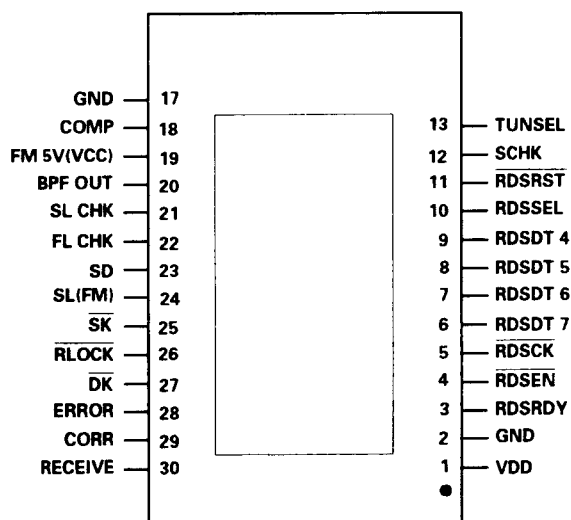 GND 17
COMP 18
FM 5V(VCC) 19
BPF OUT 20
SL CHK 21
FL CHK 22
SD 23
SL(FM) 24
SK 25
RLOCK 26
DK 27
ERROR 28
CORR 29
RECEIVE 30
13 TUNSEL
12 SCHK
11 RDSRST
10 RDSSEL
9 RDSDT 4
8 RDSDT 5
7 RDSDT 6
6 RDSDT 7
5 RDSCK
4 RDSEN
3 RDSRDY
2 GND
1 VDD